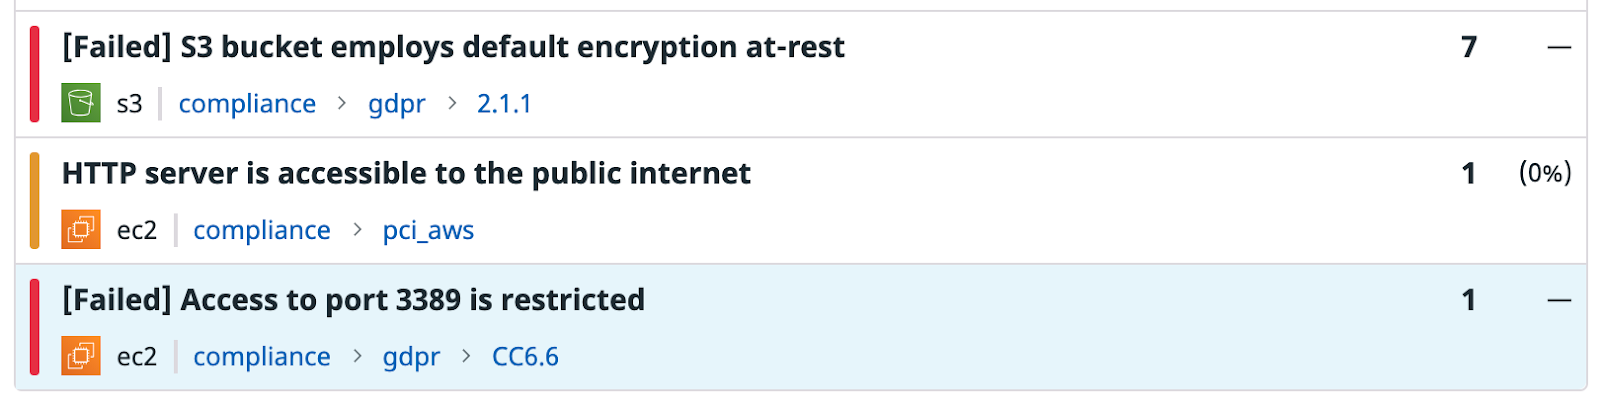 [Failed] S3 bucket employs default encryption at-rest 7 —
s3 | compliance > gdpr > 2.1.1
HTTP server is accessible to the public internet 1 (0%)
ec2 | compliance > pci_aws
[Failed] Access to port 3389 is restricted 1 —
ec2 | compliance > gdpr > CC6.6